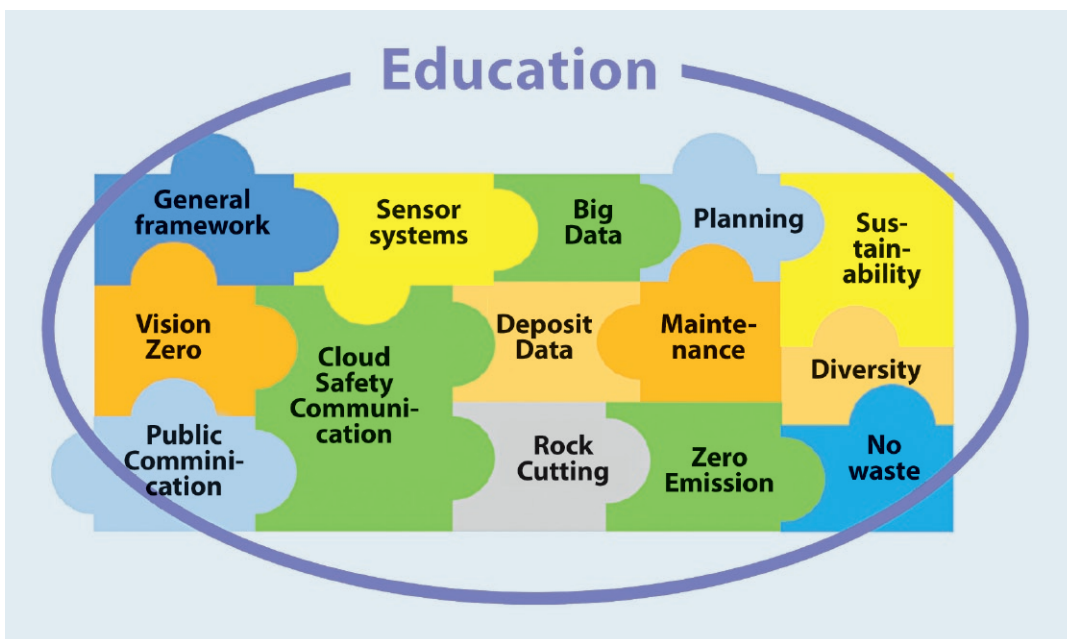 Education
General
framework
Sensor
systems
Big
Data
Planning
Sus-
tain-
ability
Vision
Zero
Cloud
Safety
Communi-
cation
Deposit
Data
Mainte-
nance
Diversity
Public
Commini-
cation
Rock
Cutting
Zero
Emission
No
waste